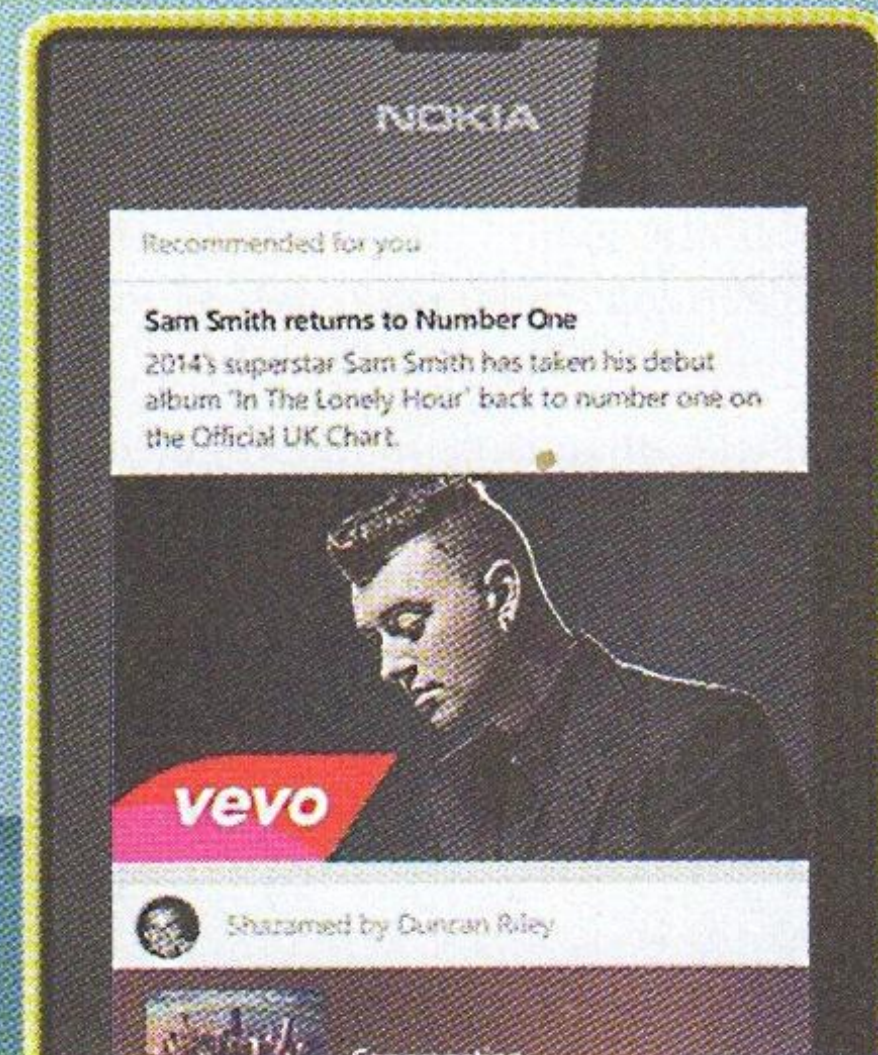 NOKIA
Recommended for you
Sam Smith returns to Number One
2014's superstar Sam Smith has taken his debut
album 'In The Lonely Hour' back to number one on
the Official UK Chart.
vevo
Shazamed by Duncan Riley